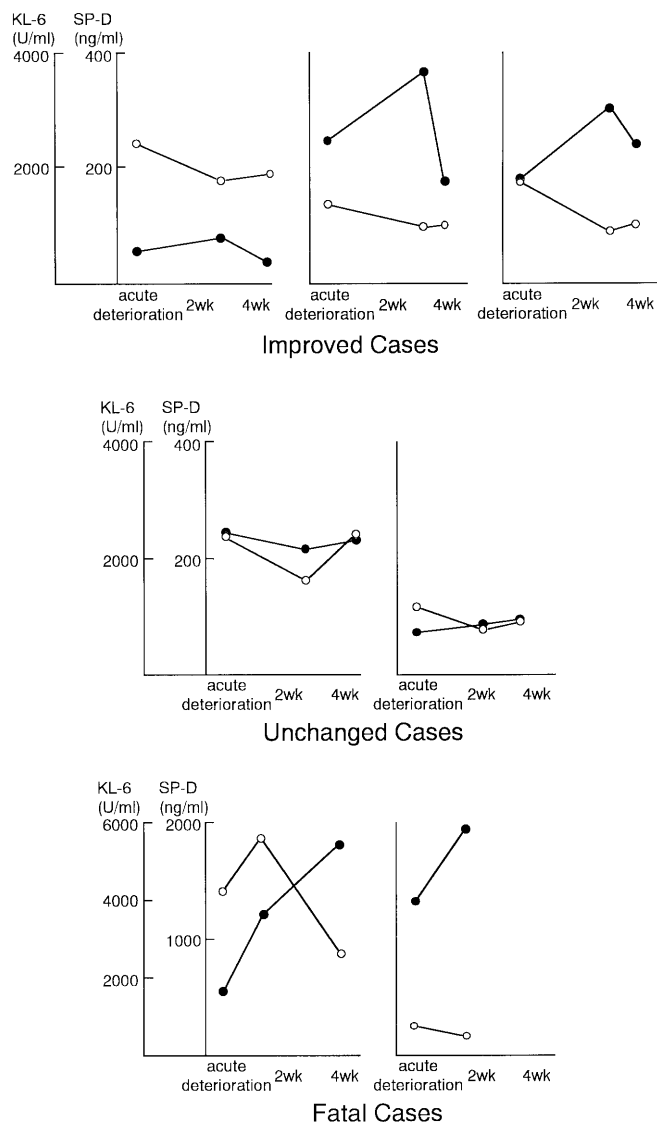 KL-6 SP-D
(U/ml) (ng/ml)
4000 400
2000 200
acute deterioration 2wk 4wk acute deterioration 2wk 4wk acute deterioration 2wk 4wk
Improved Cases
KL-6 SP-D
(U/ml) (ng/ml)
4000 400
2000 200
acute deterioration 2wk 4wk acute deterioration 2wk 4wk
Unchanged Cases
KL-6 SP-D
(U/ml) (ng/ml)
6000 2000
4000
1000
2000
acute deterioration 2wk 4wk acute deterioration 2wk 4wk
Fatal Cases